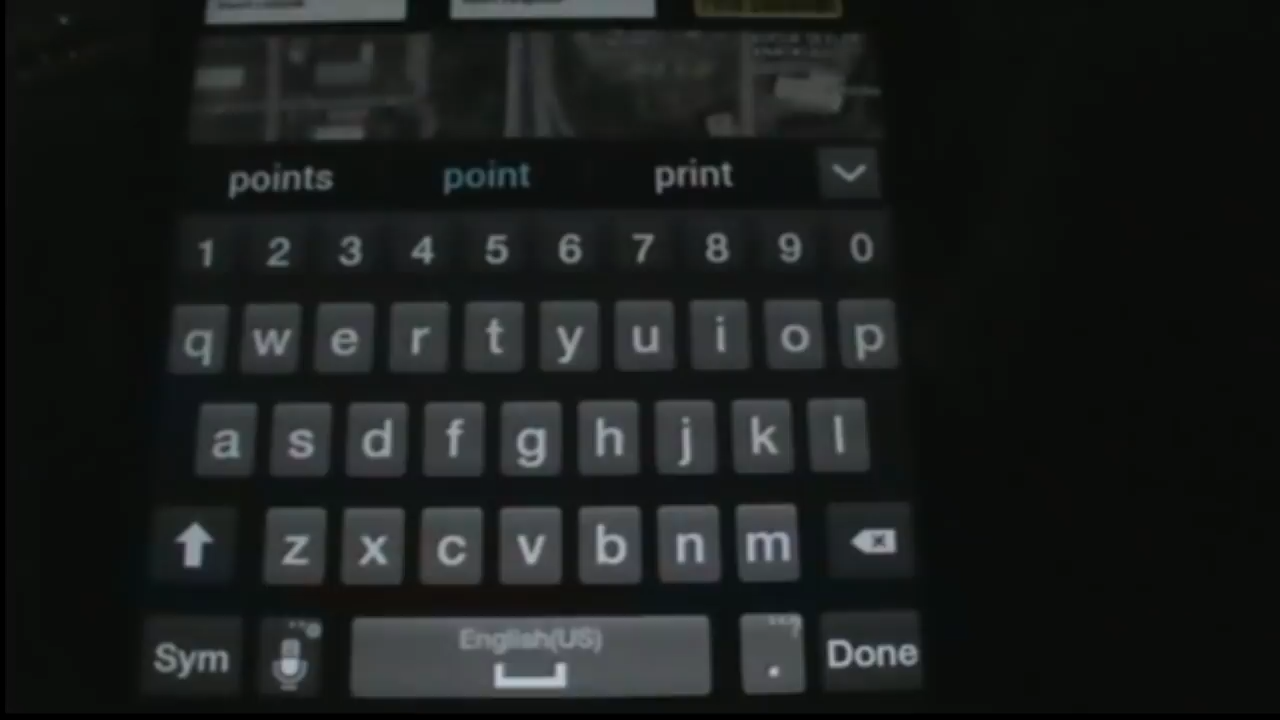 points point print
1 2 3 4 5 6 7 8 9 0
q w e r t y u i o p
a s d f g h j k l
z x c v b n m
English(US)
Sym . Done